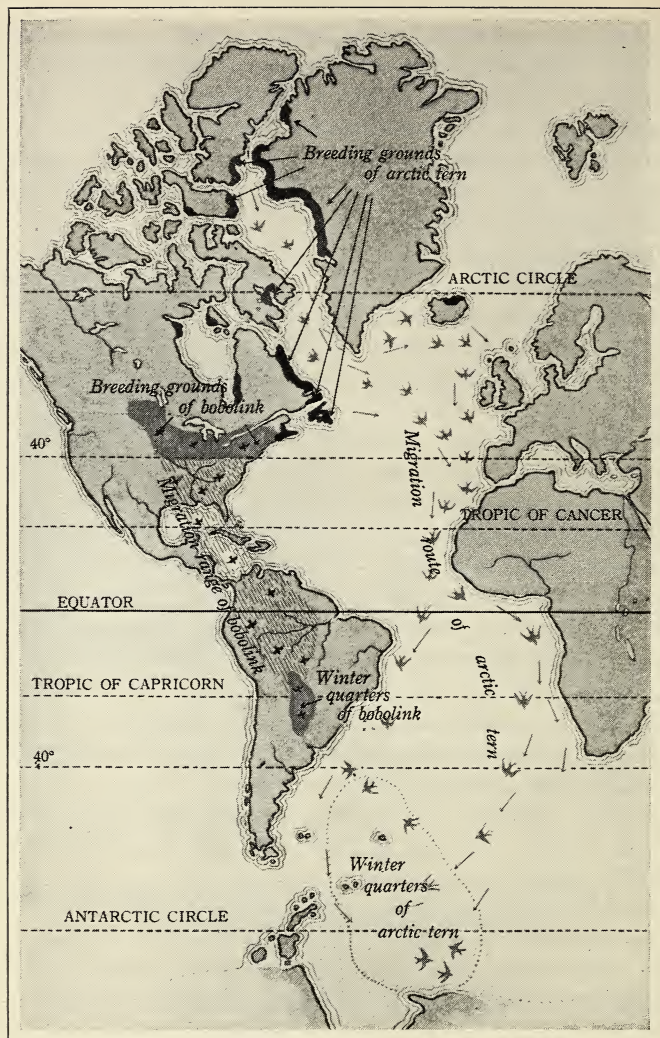 Breeding grounds
of arctic tern
ARCTIC CIRCLE
Breeding grounds
of bobolink
40°
Migration
route
of
arctic
tern
TROPIC OF CANCER
Migration range of bobolink
EQUATOR
TROPIC OF CAPRICORN
Winter
quarters
of bobolink
40°
Winter
quarters
of
arctic tern
ANTARCTIC CIRCLE